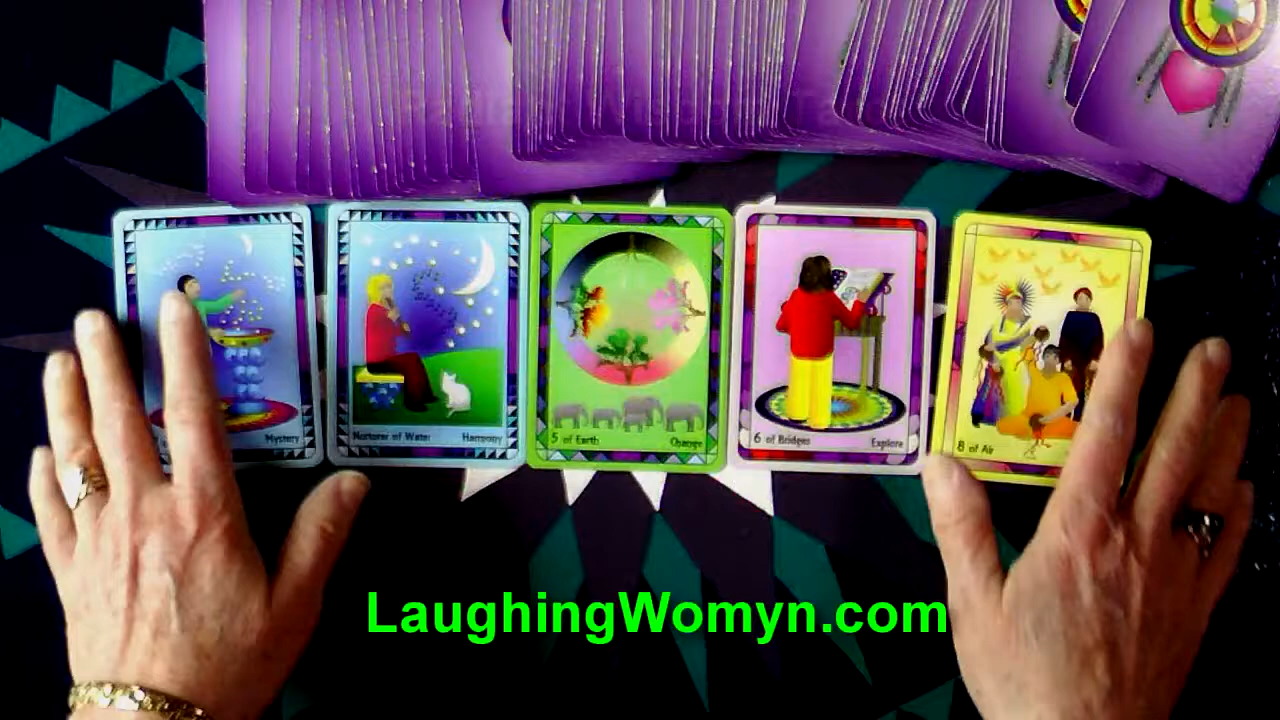 Mystery
Nurturer of Water Harmony
5 of Earth Change
6 of Bridges Explore
8 of Air
LaughingWomyn.com